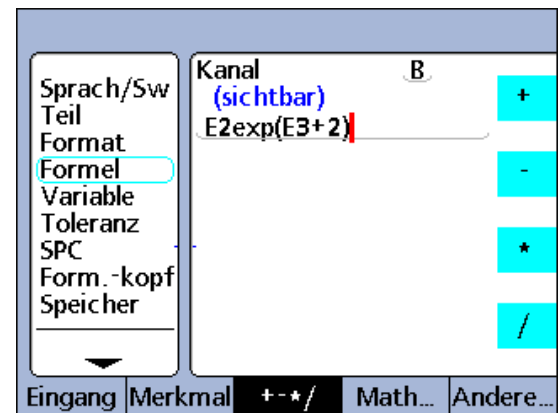 Sprach/Sw
Teil
Format
Formel
Variable
Toleranz
SPC
Form.-kopf
Speicher
Kanal B
(sichtbar)
E2exp(E3+2)
+
-
*
/
Eingang Merkmal +-*/ Math... Andere...